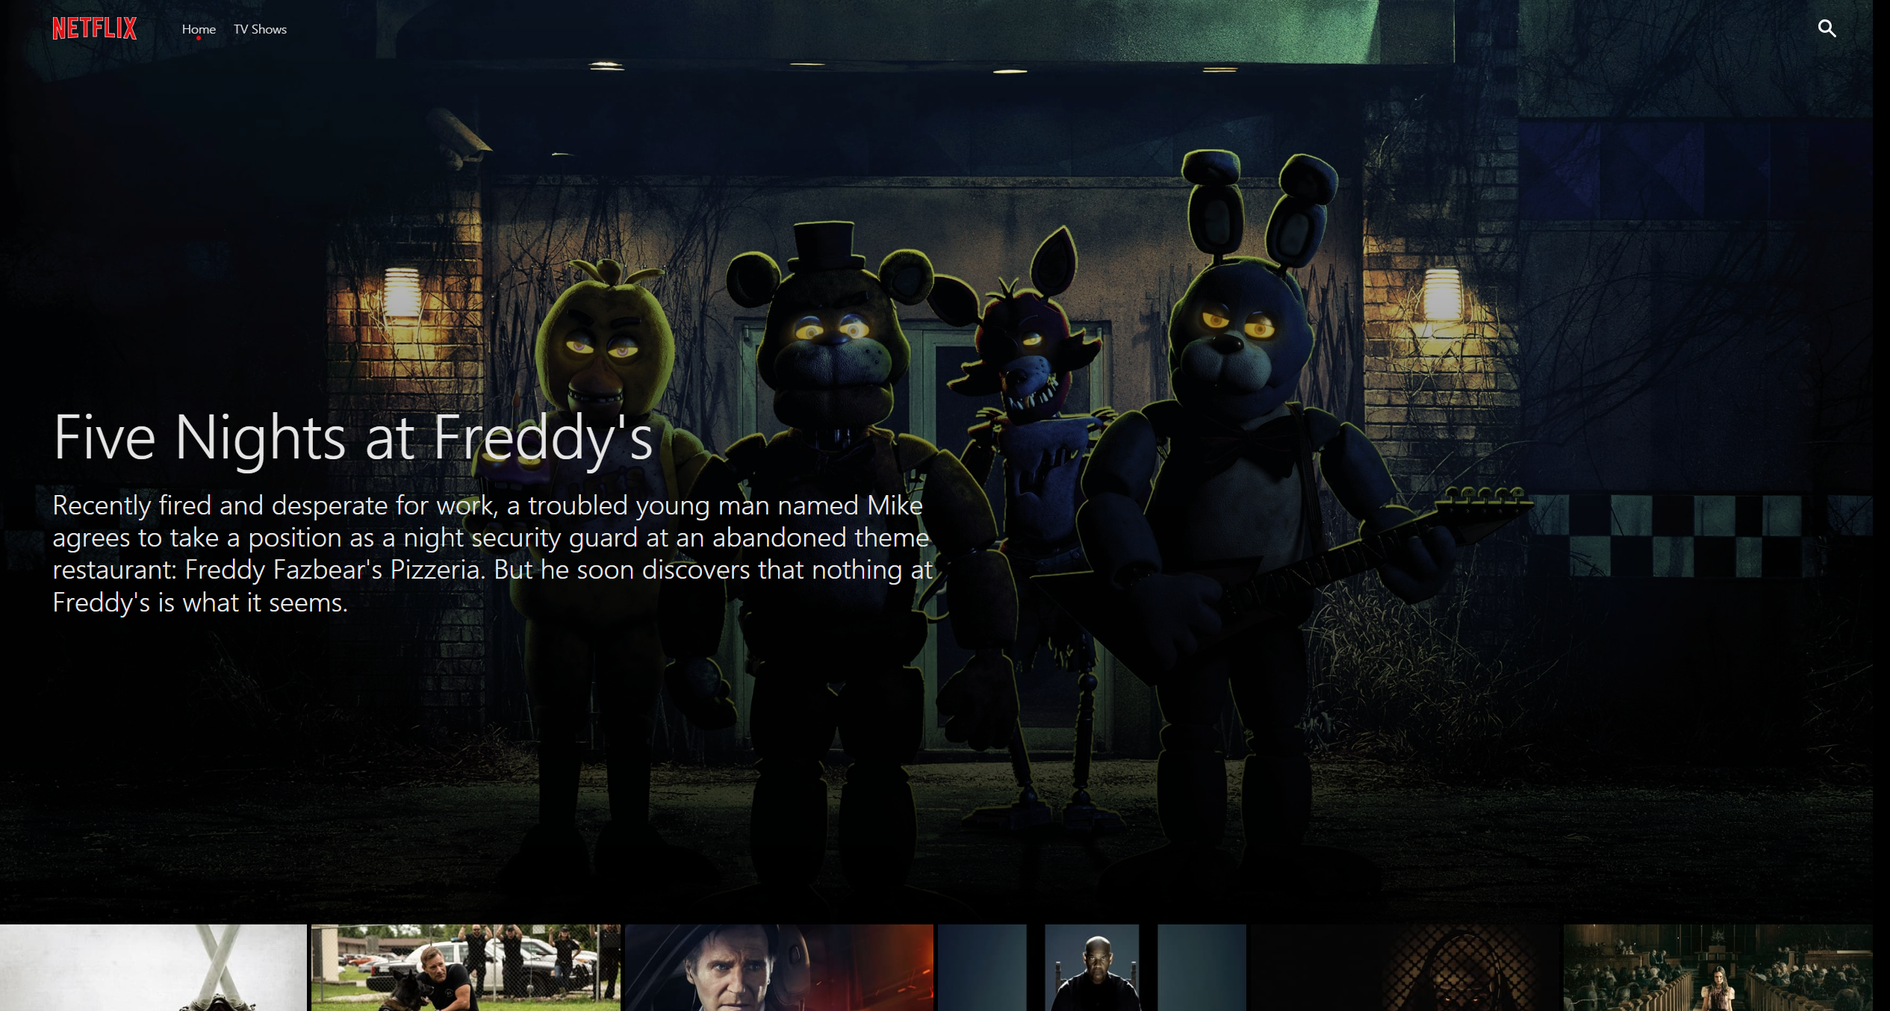 NETFLIX
Home
TV Shows
Five Nights at Freddy's
Recently fired and desperate for work, a troubled young man named Mike
agrees to take a position as a night security guard at an abandoned theme
restaurant: Freddy Fazbear's Pizzeria. But he soon discovers that nothing at
Freddy's is what it seems.